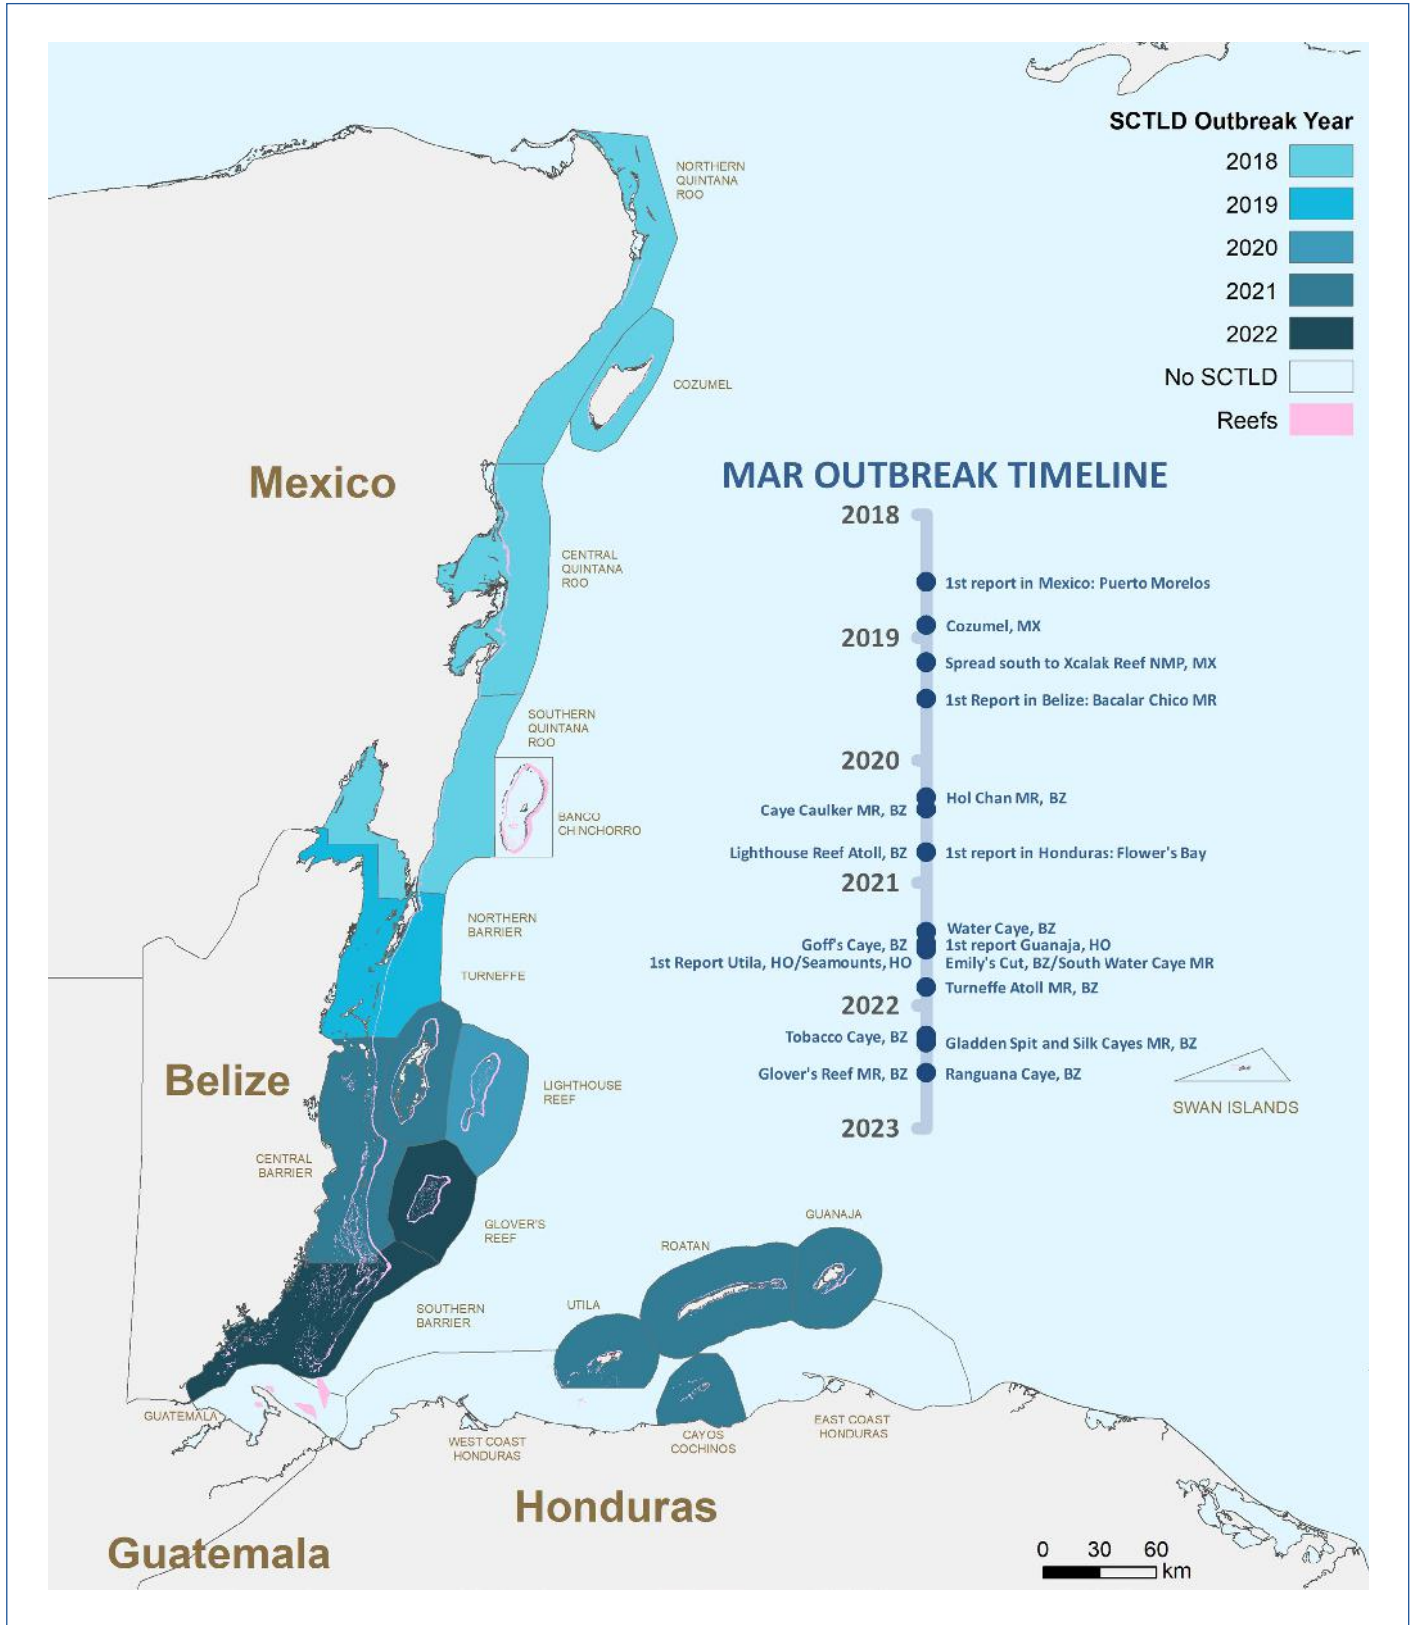 SCTLD Outbreak Year
2018
2019
2020
2021
2022
No SCTLD
Reefs
NORTHERN
QUINTANA
ROO
COZUMEL
Mexico
CENTRAL
QUINTANA
ROO
SOUTHERN
QUINTANA
ROO
BANCO
CHINCHORRO
NORTHERN
BARRIER
TURNEFFE
Belize
LIGHTHOUSE
REEF
CENTRAL
BARRIER
GLOVER'S
REEF
SOUTHERN
BARRIER
MAR OUTBREAK TIMELINE
2018
1st report in Mexico: Puerto Morelos
Cozumel, MX
2019
Spread south to Xcalak Reef NMP, MX
1st Report in Belize: Bacalar Chico MR
2020
Hol Chan MR, BZ
Caye Caulker MR, BZ
Lighthouse Reef Atoll, BZ
1st report in Honduras: Flower's Bay
2021
Water Caye, BZ
Goff's Caye, BZ
1st report Guanaja, HO
1st Report Utila, HO/Seamounts, HO
Emily's Cut, BZ/South Water Caye MR
Turneffe Atoll MR, BZ
2022
Tobacco Caye, BZ
Gladden Spit and Silk Cayes MR, BZ
Glover's Reef MR, BZ
Ranguana Caye, BZ
2023
SWAN ISLANDS
GUANAJA
ROATAN
UTILA
GUATEMALA
WEST COAST
HONDURAS
CAYOS
COCHINOS
EAST COAST
HONDURAS
Honduras
Guatemala
0 30 60
km